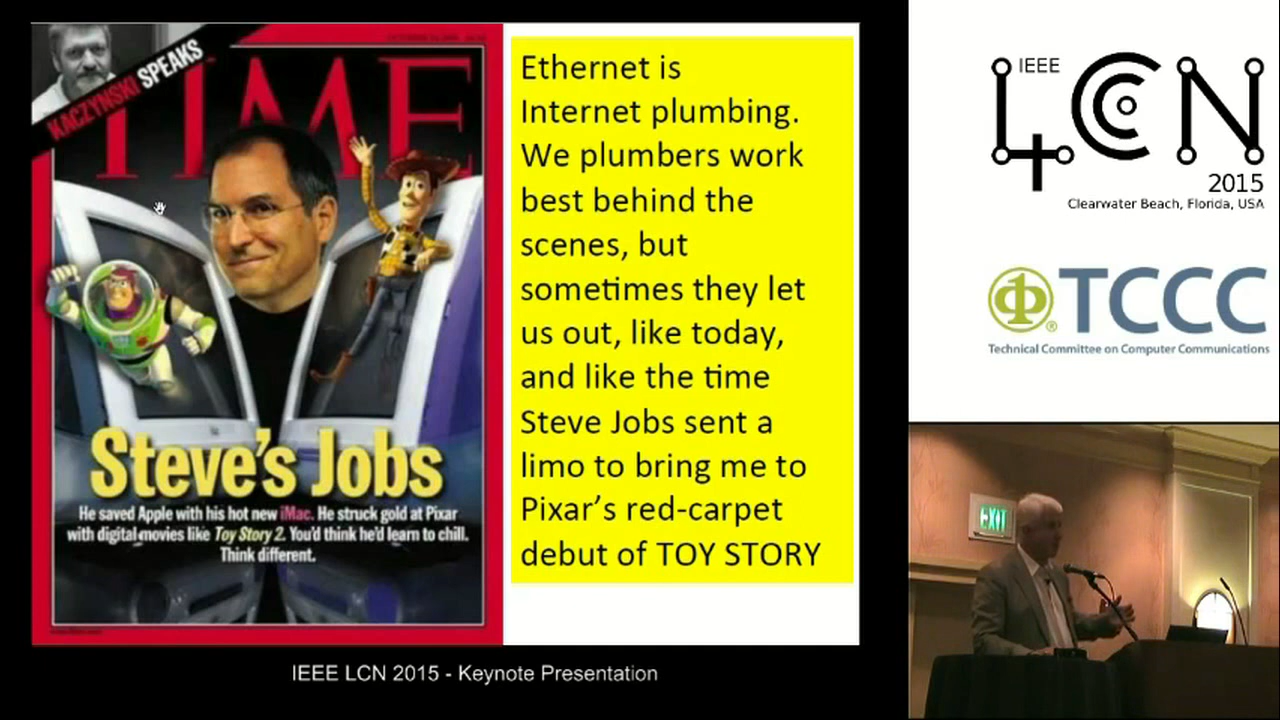 KACZYNSKI SPEAKS
TIME
Steve's Jobs
He saved Apple with his hot new iMac. He struck gold at Pixar
with digital movies like Toy Story 2. You'd think he'd learn to chill.
Think different.
Ethernet is
Internet plumbing.
We plumbers work
best behind the
scenes, but
sometimes they let
us out, like today,
and like the time
Steve Jobs sent a
limo to bring me to
Pixar's red-carpet
debut of TOY STORY
IEEE LCN 2015 - Keynote Presentation
IEEE
LCN
2015
Clearwater Beach, Florida, USA
TCCC
Technical Committee on Computer Communications
EXIT